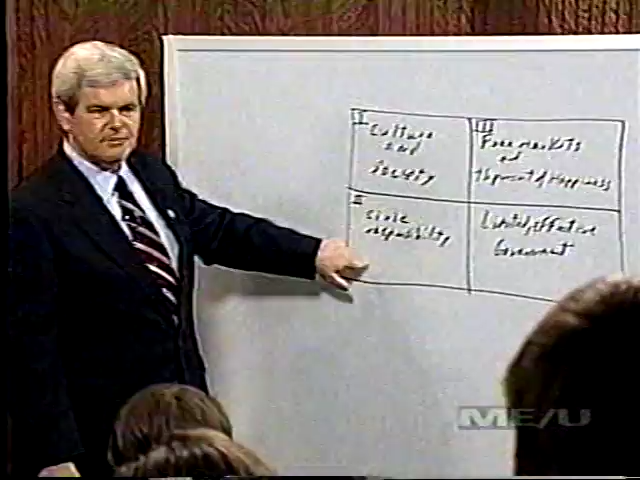 I
Culture
and
Society
III
Free markets
and
the pursuit of Happiness
II
Civic
responsibility
Limited, effective
Government
ME/U